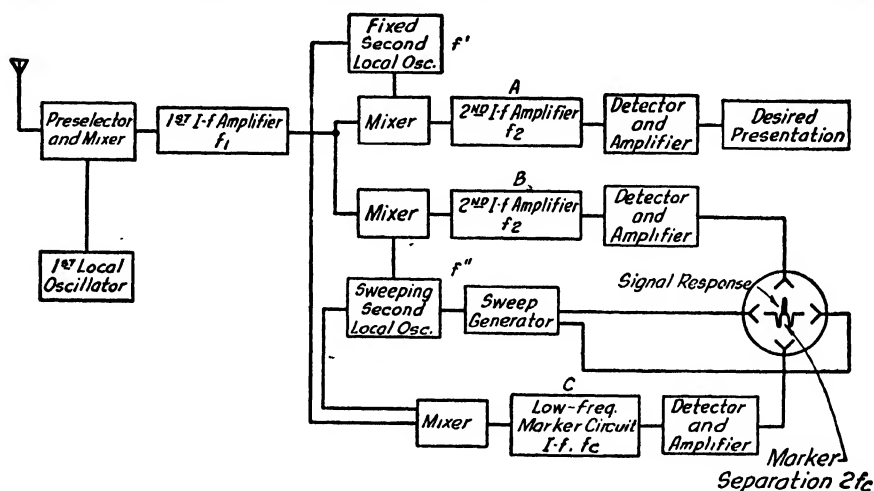 Fixed
Second
Local Osc.
f'
A
Preselector
and Mixer
1ST I-f Amplifier
f1
Mixer
2ND I-f Amplifier
f2
Detector
and
Amplifier
Desired
Presentation
B
Mixer
2ND I-f Amplifier
f2
Detector
and
Amplifier
1ST Local
Oscillator
f"
Sweeping
Second
Local Osc.
Sweep
Generator
Signal Response
C
Mixer
Low-Freq.
Marker Circuit
I-f. fc
Detector
and
Amplifier
Marker
Separation 2fc